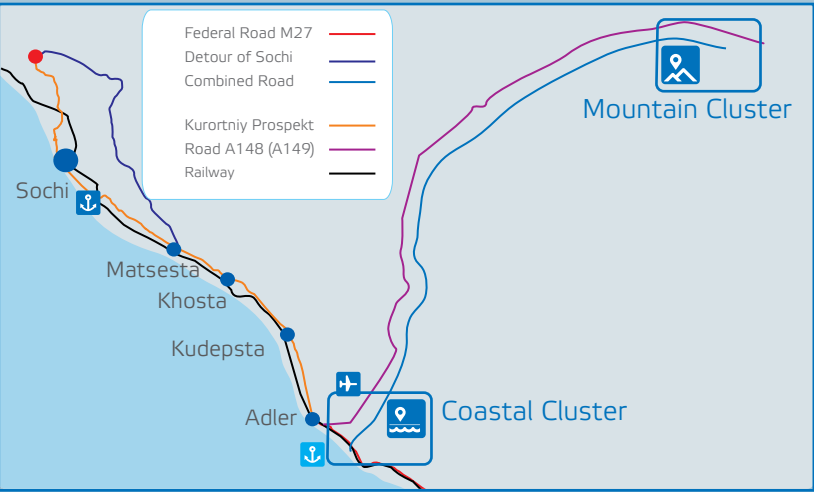 Federal Road M27
Detour of Sochi
Combined Road
Kurortniy Prospekt
Road A148 (A149)
Railway
Mountain Cluster
Sochi
Matsesta
Khosta
Kudepsta
Adler
Coastal Cluster